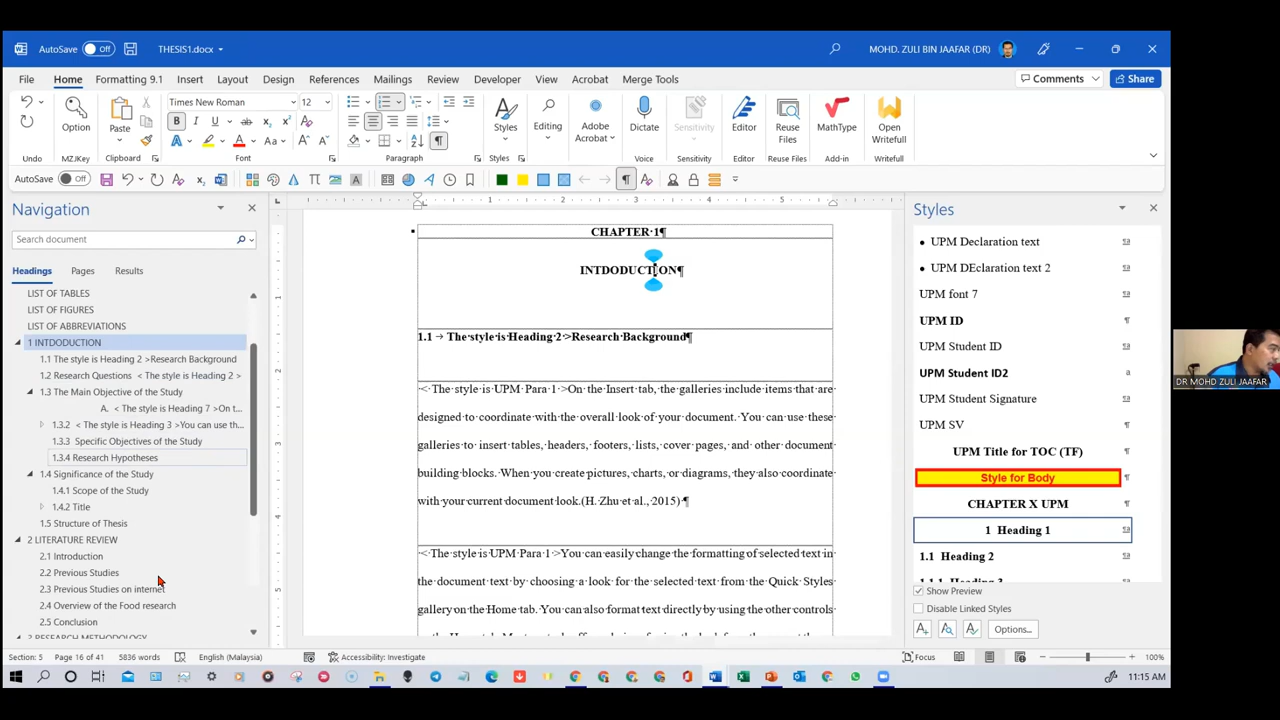 AutoSave Off THESIS1.docx MOHD. ZULI BIN JAAFAR (DR)
File Home Formatting 9.1 Insert Layout Design References Mailings Review Developer View Acrobat Merge Tools Comments Share
Times New Roman 12
Option Paste Styles Editing Adobe Acrobat Dictate Sensitivity Editor Reuse Files MathType Open Writefull
Undo MZJKey Clipboard Font Paragraph Styles Voice Sensitivity Editor Reuse Files Add-in Writefull
AutoSave Off
Navigation
Search document
Headings Pages Results
LIST OF TABLES
LIST OF FIGURES
LIST OF ABBREVIATIONS
1 INTDODUCTION
1.1 The style is Heading 2 >Research Background
1.2 Research Questions < The style is Heading 2 >
1.3 The Main Objective of the Study
A. < The style is Heading 7 >On t...
1.3.2 < The style is Heading 3 >You can use th...
1.3.3 Specific Objectives of the Study
1.3.4 Research Hypotheses
1.4 Significance of the Study
1.4.1 Scope of the Study
1.4.2 Title
1.5 Structure of Thesis
2 LITERATURE REVIEW
2.1 Introduction
2.2 Previous Studies
2.3 Previous Studies on internet
2.4 Overview of the Food research
2.5 Conclusion
3 RESEARCH METHODOLOGY
CHAPTER·1¶
INTDODUCTION¶
1.1 → The·style·is·Heading·2·>Research·Background¶
<·The·style·is·UPM·Para·1·>On·the·Insert·tab,·the·galleries·include·items·that·are·
designed·to·coordinate·with·the·overall·look·of·your·document.·You·can·use·these·
galleries·to·insert·tables,·headers,·footers,·lists,·cover·pages,·and·other·document·
building·blocks.·When·you·create·pictures,·charts,·or·diagrams,·they·also·coordinate·
with·your·current·document·look.(H.·Zhu·et·al.,·2015)·¶
<·The·style·is·UPM·Para·1·>You·can·easily·change·the·formatting·of·selected·text·in·
the·document·text·by·choosing·a·look·for·the·selected·text·from·the·Quick·Styles·
gallery·on·the·Home·tab.·You·can·also·format·text·directly·by·using·the·other·controls·
Styles
UPM Declaration text
UPM DEclaration text 2
UPM font 7
UPM ID
UPM Student ID
UPM Student ID2
UPM Student Signature
UPM SV
UPM Title for TOC (TF)
Style for Body
CHAPTER X UPM
1 Heading 1
1.1 Heading 2
1.1.1 Heading 3
Show Preview
Disable Linked Styles
Options...
Section: 5 Page 16 of 41 5836 words English (Malaysia) Accessibility: Investigate Focus 100%
11:15 AM
DR MOHD ZULI JAAFAR